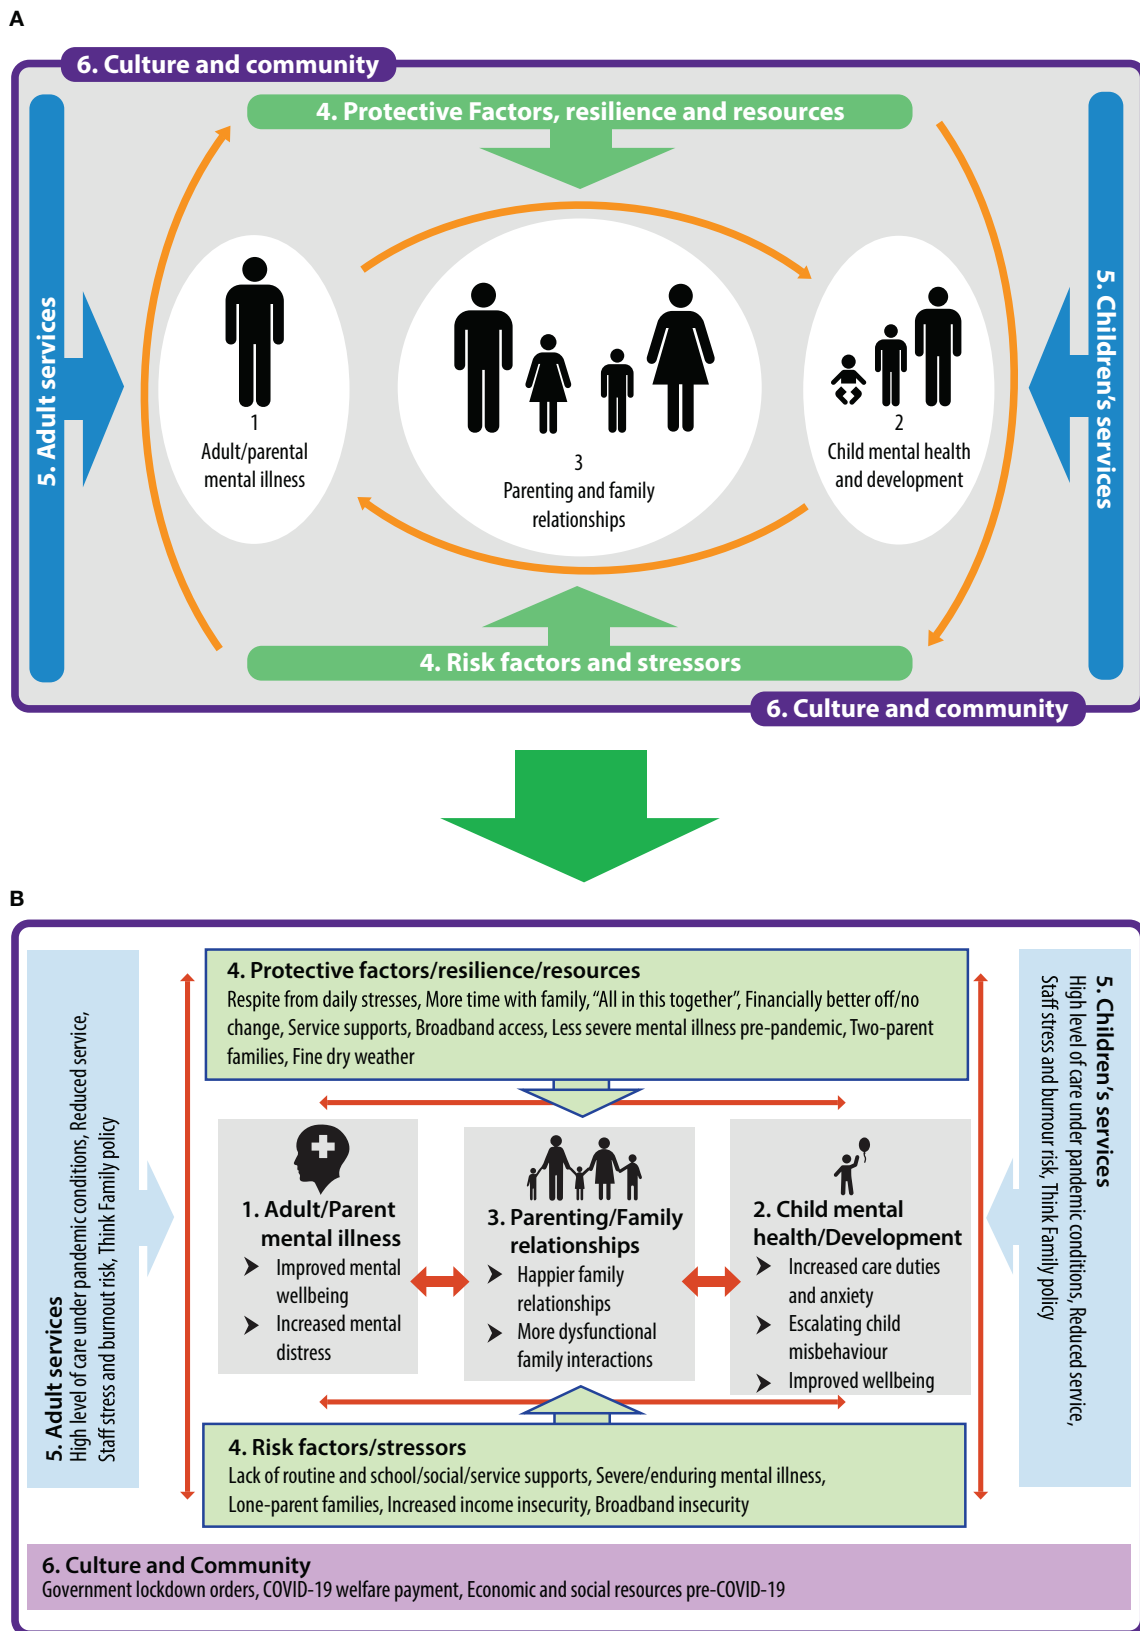 A
6. Culture and community
4. Protective Factors, resilience and resources
5. Adult services
5. Children's services
1
Adult/parental
mental illness
3
Parenting and family
relationships
2
Child mental health
and development
4. Risk factors and stressors
6. Culture and community
B
5. Adult services
High level of care under pandemic conditions, Reduced service,
Staff stress and burnout risk, Think Family policy
4. Protective factors/resilience/resources
Respite from daily stresses, More time with family, “All in this together”, Financially better off/no
change, Service supports, Broadband access, Less severe mental illness pre-pandemic, Two-parent
families, Fine dry weather
5. Children's services
High level of care under pandemic conditions, Reduced service,
Staff stress and burnour risk, Think Family policy
1. Adult/Parent
mental illness
Improved mental
wellbeing
Increased mental
distress
3. Parenting/Family
relationships
Happier family
relationships
More dysfunctional
family interactions
2. Child mental
health/Development
Increased care duties
and anxiety
Escalating child
misbehaviour
Improved wellbeing
4. Risk factors/stressors
Lack of routine and school/social/service supports, Severe/enduring mental illness,
Lone-parent families, Increased income insecurity, Broadband insecurity
6. Culture and Community
Government lockdown orders, COVID-19 welfare payment, Economic and social resources pre-COVID-19